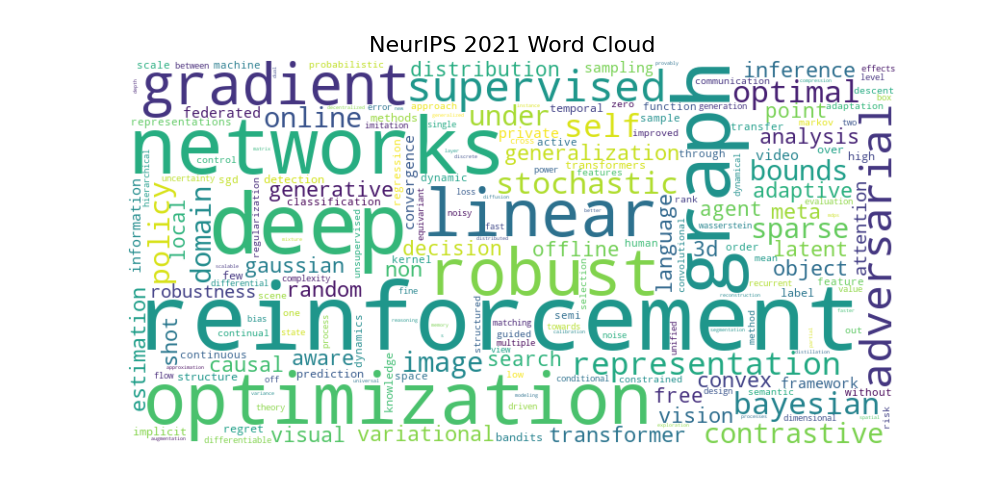 NeurIPS 2021 Word Cloud
scale between machine probabilistic distribution sampling communication inference effects level
gradient supervised graph optimal descent box
federated online methods error approach under temporal zero function generation point adaptation
representations imitation single self sample transfer markov two
networks private cross active improved analysis
control regression convergence generalization through video over high
hierarchical uncertainty sgd detection dynamic transformers power features dynamical bounds evaluation
information policy local domain regularization generative classification stochastic rank adaptive attention adversarial
deep unsupervised equivariant noisy loss linear fast diffusion better language convolutional agent meta sparse
wasserstein
decision distributed offline human 3d order latent
few gaussian kernel non robust selection mean object feature
scalable differential complexity recurrent value
robustness scene random fine label
estimation shot bias one state process reinforcement structured matching guided multiple semi towards noise unified method out
continual dynamics reasoning calibration segmentation
continuous causal aware image view search representation distillation
approximation
flow structure off prediction space knowledge low conditional constrained convex framework without
universal
variance modeling free design semantic
theory driven vision bayesian dimensional risk
regret processes spatial
implicit differentiable visual variational bandits transformer contrastive
augmentation